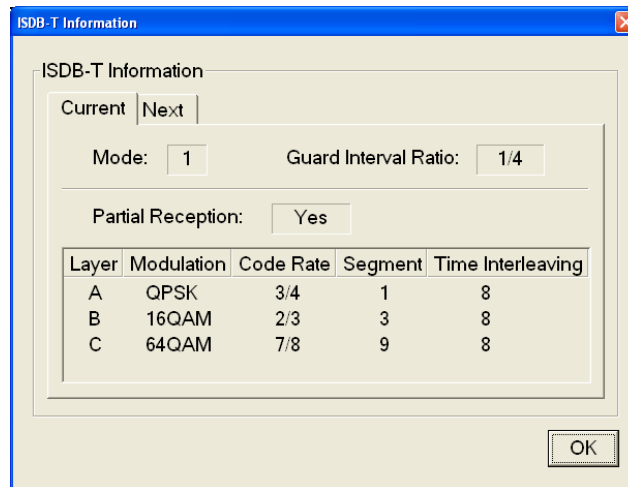 ISDB-T Information
ISDB-T Information
Current Next
Mode: 1 Guard Interval Ratio: 1/4
Partial Reception: Yes
Layer Modulation Code Rate Segment Time Interleaving
A QPSK 3/4 1 8
B 16QAM 2/3 3 8
C 64QAM 7/8 9 8
OK